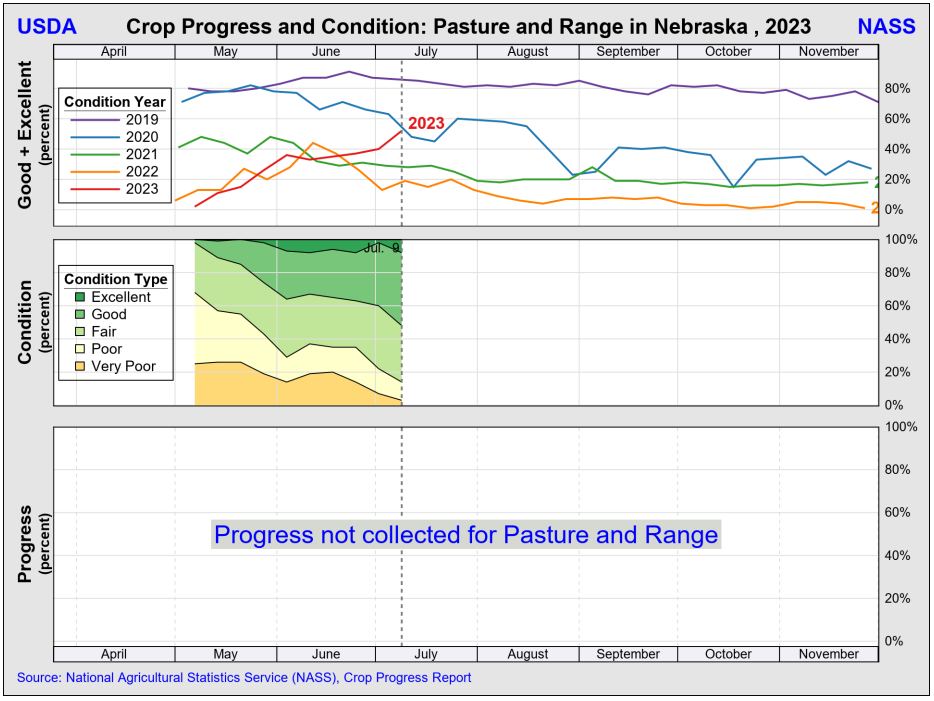 USDA Crop Progress and Condition: Pasture and Range in Nebraska , 2023 NASS
April May June July August September October November
Good + Excellent
(percent)
80%
60%
40%
20%
0%
Condition Year
2019
2020
2021
2022
2023
2023
2
2
Condition
(percent)
100%
80%
60%
40%
20%
0%
Jul. 9
Condition Type
Excellent
Good
Fair
Poor
Very Poor
Progress
(percent)
100%
80%
60%
40%
20%
0%
Progress not collected for Pasture and Range
April May June July August September October November
Source: National Agricultural Statistics Service (NASS), Crop Progress Report